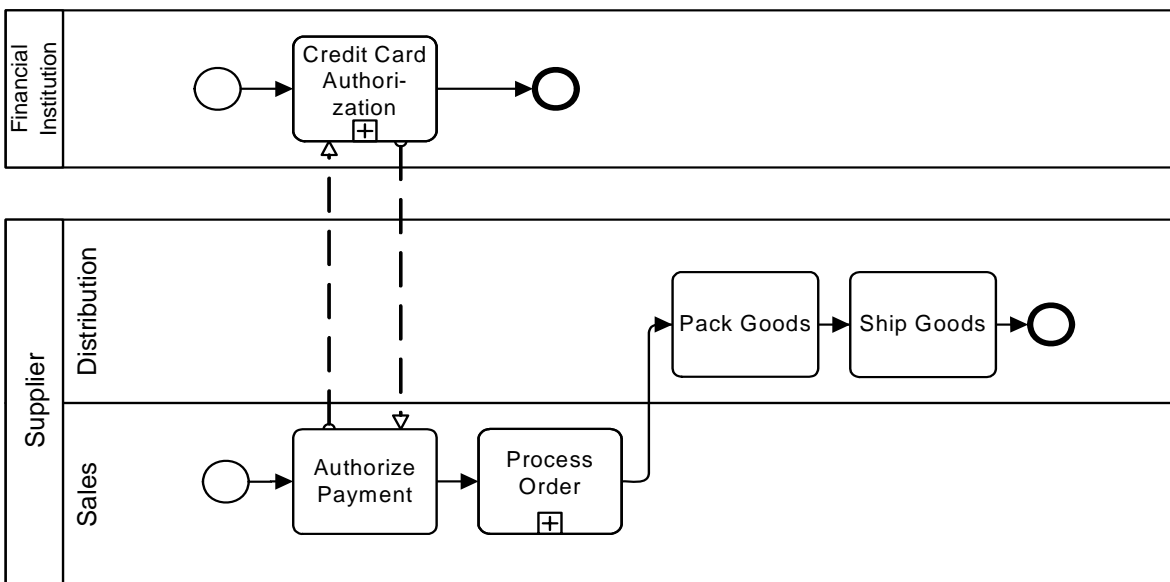 Financial
Institution
Credit Card
Authori-
zation
Supplier
Distribution
Pack Goods
Ship Goods
Sales
Authorize
Payment
Process
Order